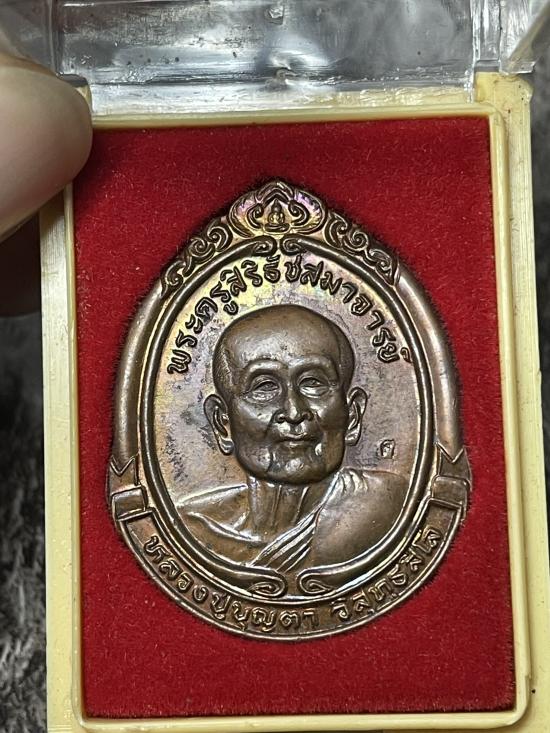 พระครูสิริธัชสมาจารย์
ศ
หลวงปู่บุญตา วิสุทธสีโล